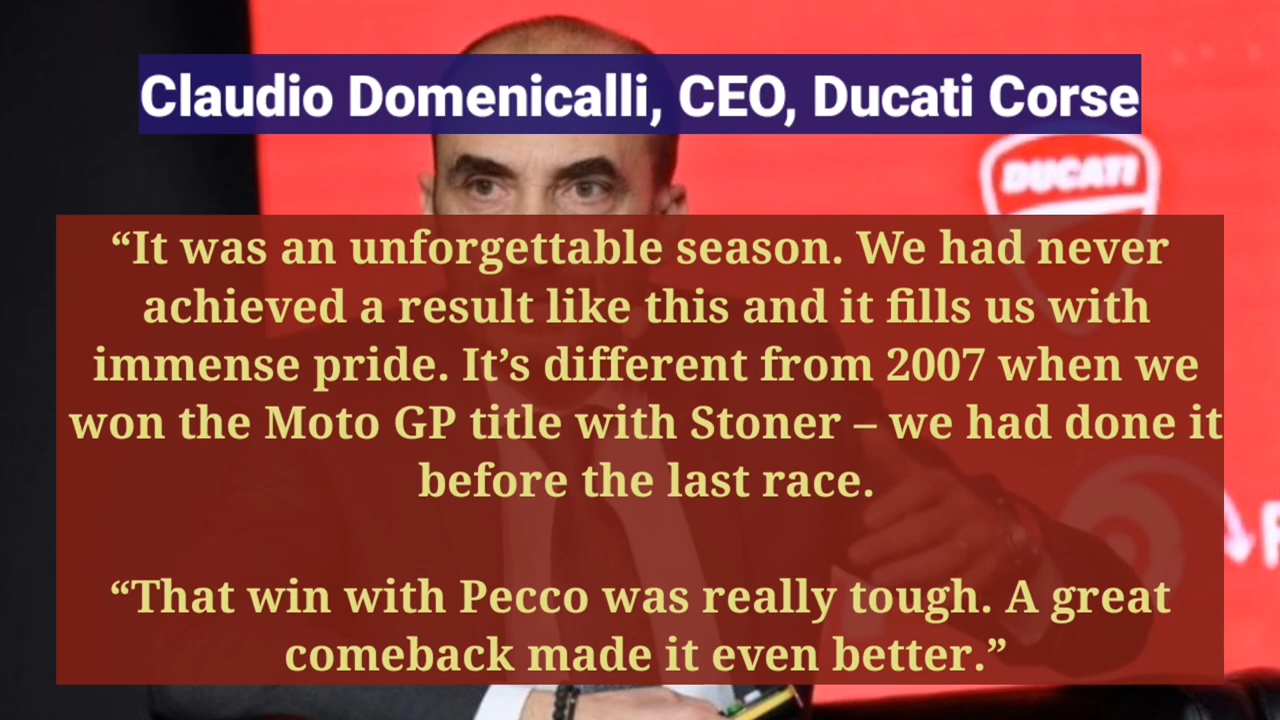 Claudio Domenicalli, CEO, Ducati Corse
DUCATI
“It was an unforgettable season. We had never
achieved a result like this and it fills us with
immense pride. It’s different from 2007 when we
won the Moto GP title with Stoner – we had done it
before the last race.
“That win with Pecco was really tough. A great
comeback made it even better.”